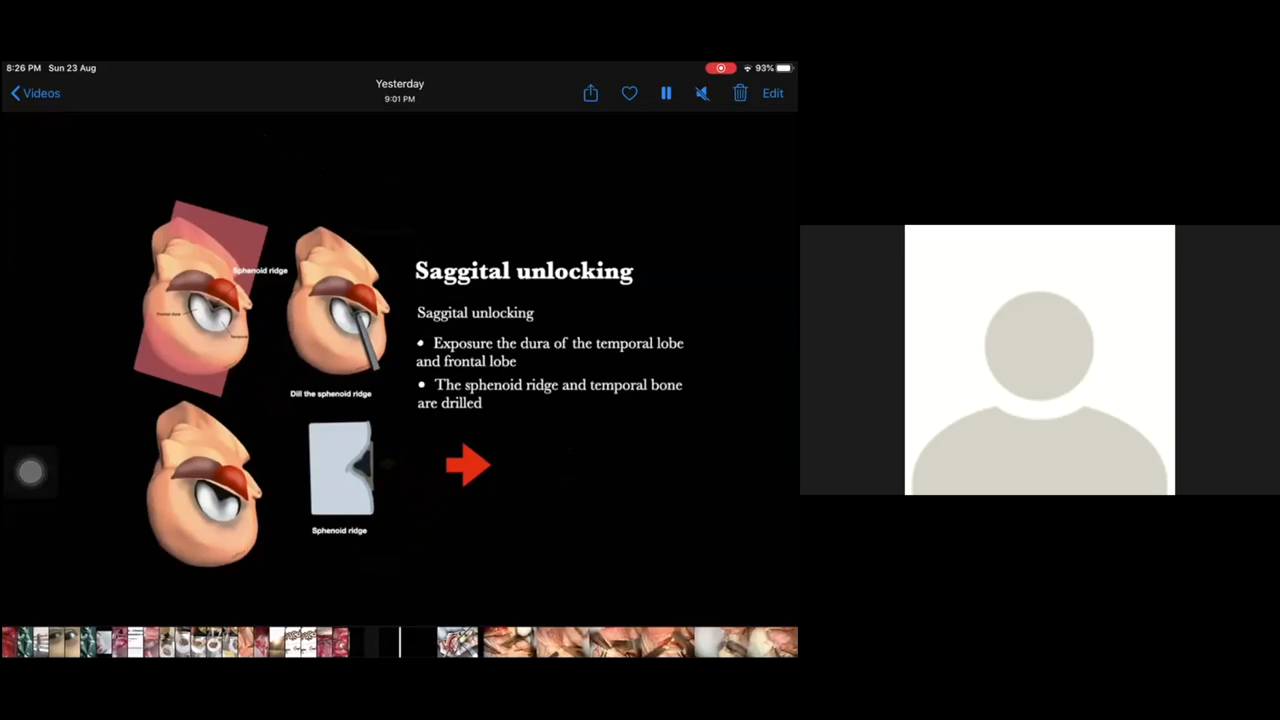 8:26 PM Sun 23 Aug
93%
Videos
Yesterday
9:01 PM
Edit
Sphenoid ridge
Saggital unlocking
Saggital unlocking
• Exposure the dura of the temporal lobe
and frontal lobe
• The sphenoid ridge and temporal bone
are drilled
Dill the sphenoid ridge
Sphenoid ridge